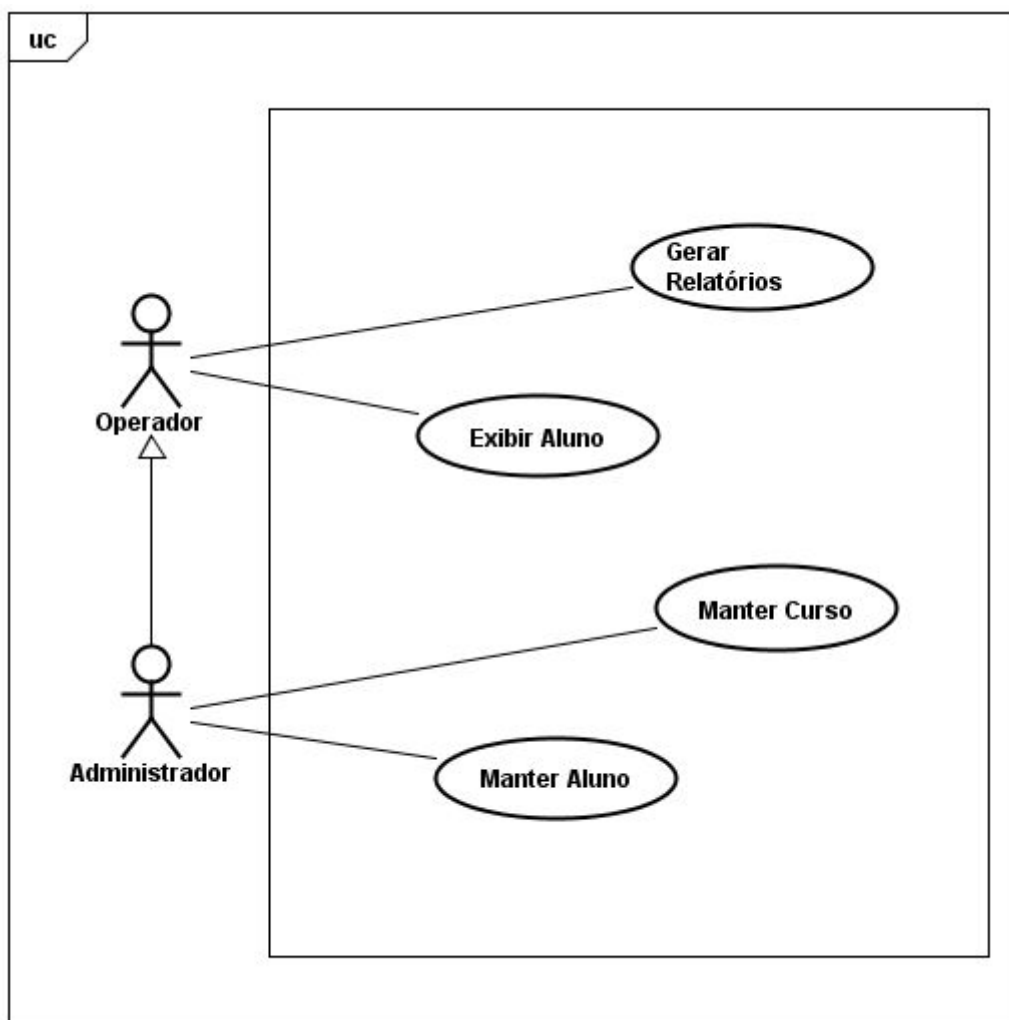 uc
Gerar
Relatórios
Operador
Exibir Aluno
Manter Curso
Administrador
Manter Aluno